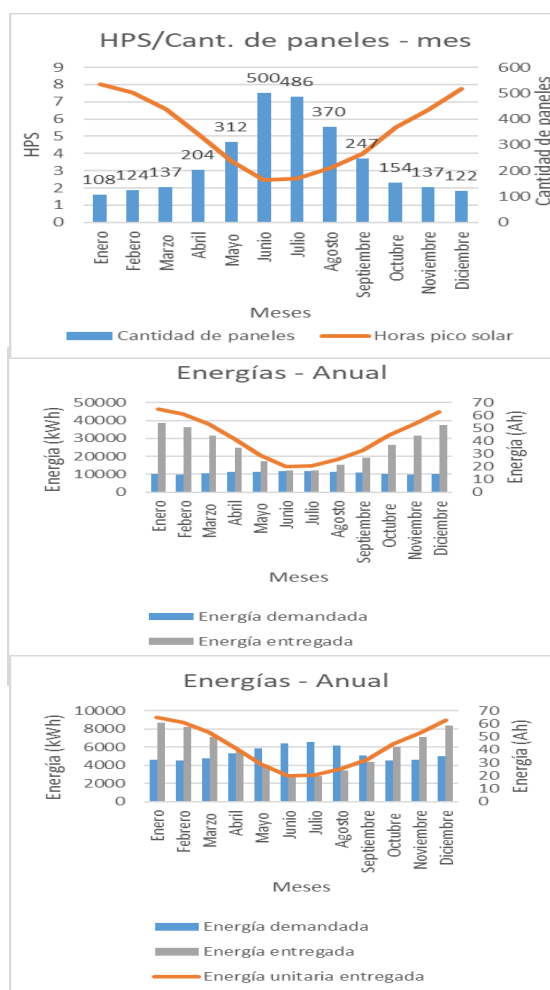 HPS/Cant. de paneles - mes
9
8
7
6
5
4
3
2
1
0
HPS
600
500
400
300
200
100
0
Cantidad de paneles
108 124 137 204 312 500 486 370 247 154 137 122
Enero
Febero
Marzo
Abril
Mayo
Junio
Julio
Agosto
Septiembre
Octubre
Noviembre
Diciembre
Meses
Cantidad de paneles Horas pico solar
Energías - Anual
50000
40000
30000
20000
10000
0
Energía (kWh)
70
60
50
40
30
20
10
0
Energía (Ah)
Enero
Febero
Marzo
Abril
Mayo
Junio
Julio
Agosto
Septiembre
Octubre
Noviembre
Diciembre
Meses
Energía demandada
Energía entregada
Energías - Anual
10000
8000
6000
4000
2000
0
Energía (kWh)
70
60
50
40
30
20
10
0
Energía (Ah)
Enero
Febrero
Marzo
Abril
Mayo
Junio
Julio
Agosto
Septiembre
Octubre
Noviembre
Diciembre
Meses
Energía demandada
Energía entregada
Energía unitaria entregada